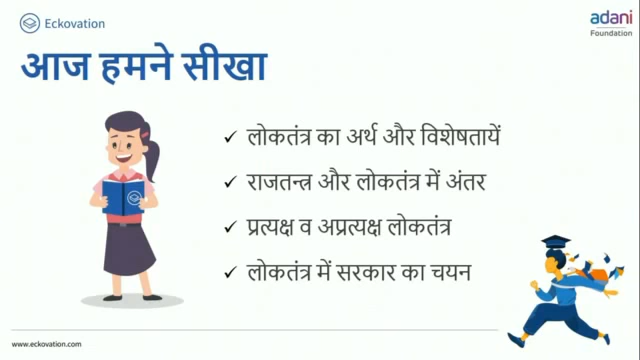 Eckovation
adani
Foundation
आज हमने सीखा
✓ लोकतंत्र का अर्थ और विशेषतायें
✓ राजतन्त्र और लोकतंत्र में अंतर
✓ प्रत्यक्ष व अप्रत्यक्ष लोकतंत्र
✓ लोकतंत्र में सरकार का चयन
www.eckovation.com